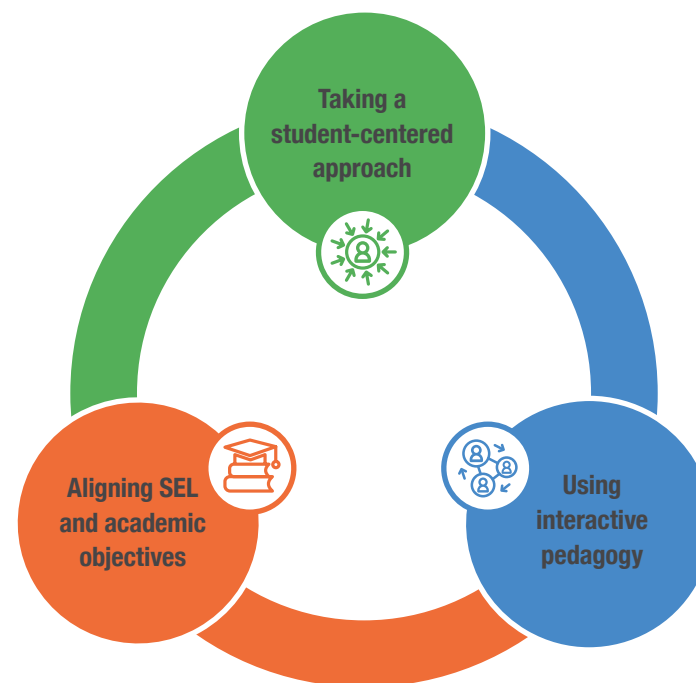 Taking a
student-centered
approach
Aligning SEL
and academic
objectives
Using
interactive
pedagogy